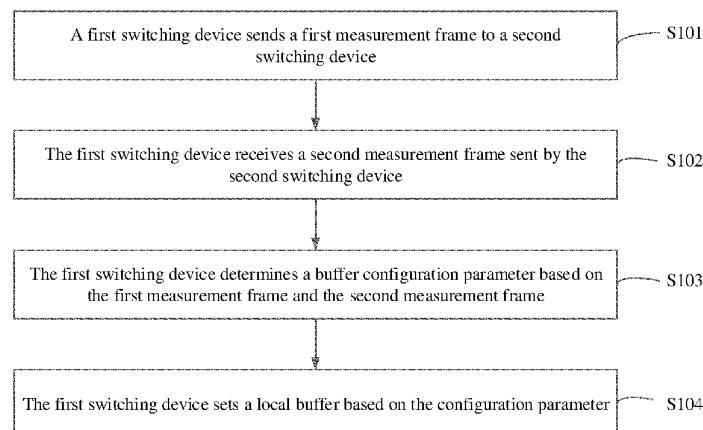 A first switching device sends a first measurement frame to a second
switching device
S101
The first switching device receives a second measurement frame sent by the
second switching device
S102
The first switching device determines a buffer configuration parameter based on
the first measurement frame and the second measurement frame
S103
The first switching device sets a local buffer based on the configuration parameter
S104